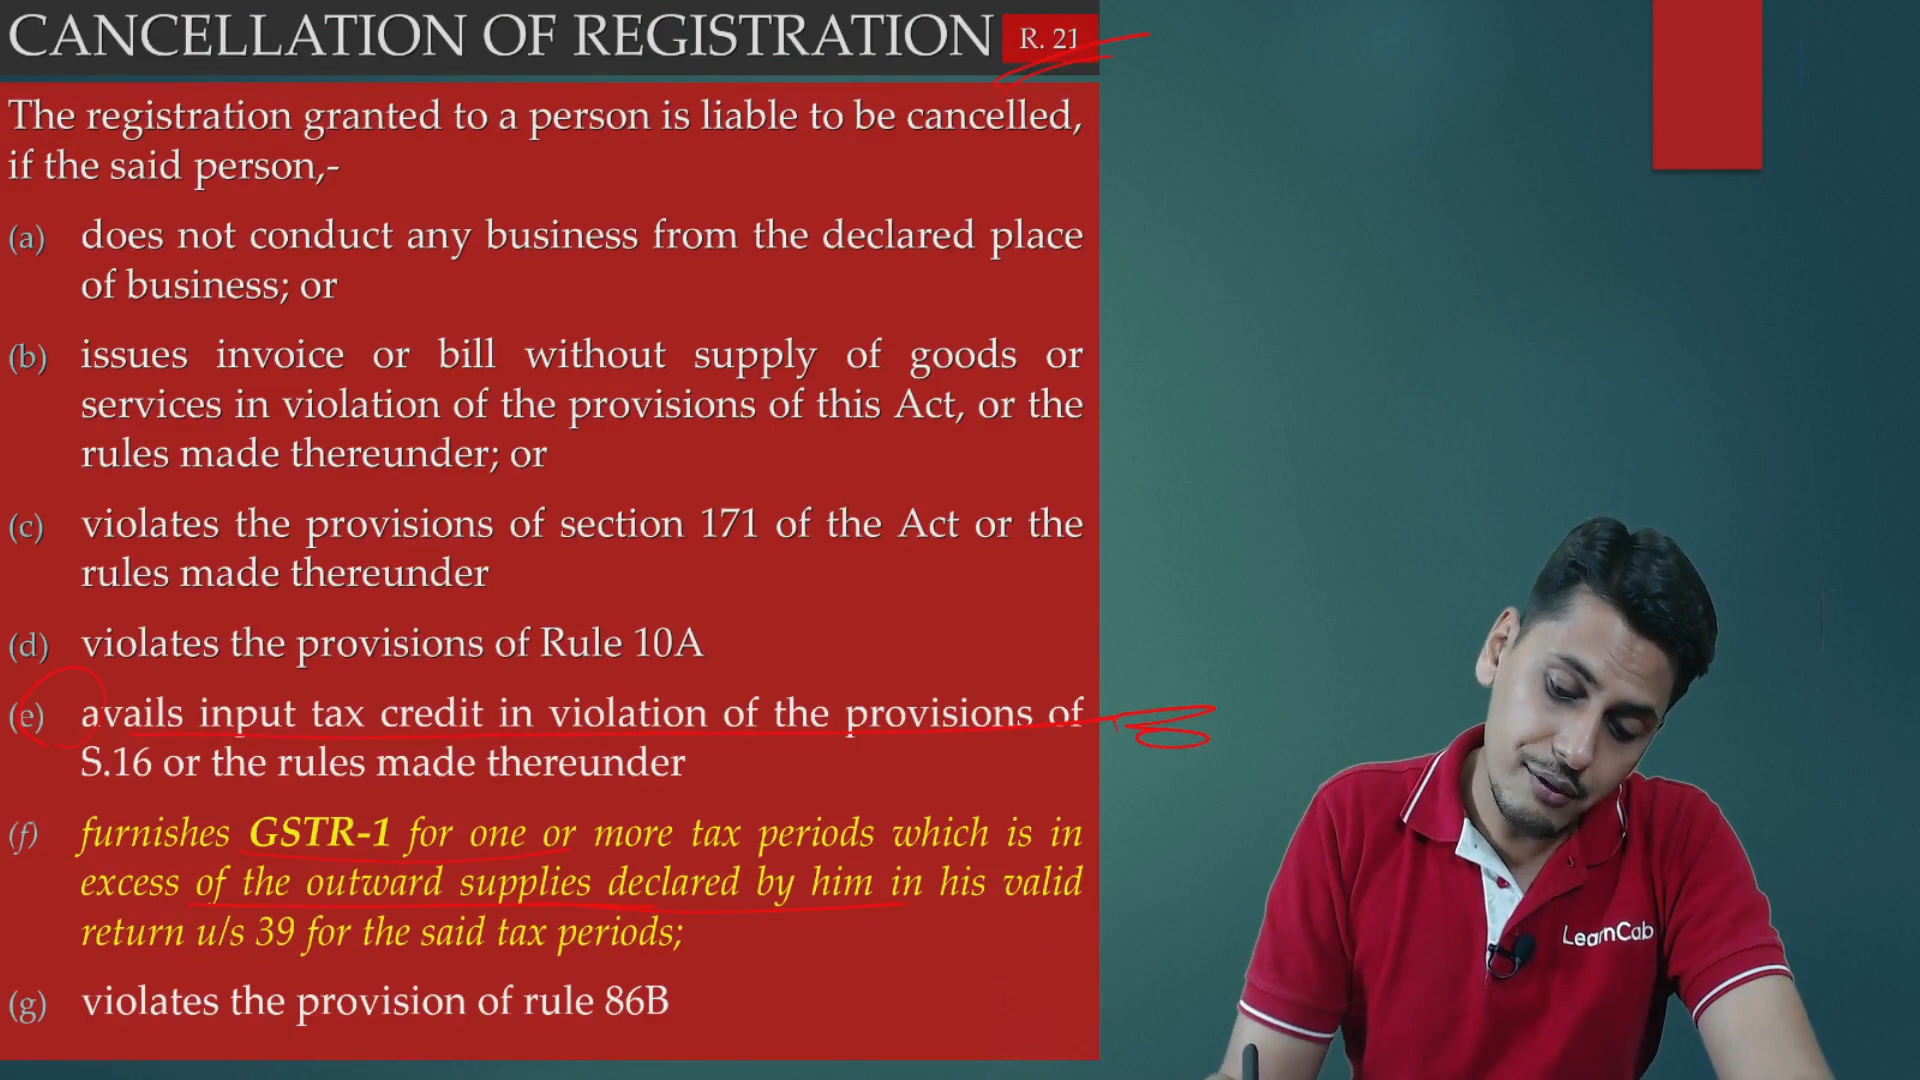 CANCELLATION OF REGISTRATION R. 21
The registration granted to a person is liable to be cancelled,
if the said person,-
(a) does not conduct any business from the declared place
of business; or
(b) issues invoice or bill without supply of goods or
services in violation of the provisions of this Act, or the
rules made thereunder; or
(c) violates the provisions of section 171 of the Act or the
rules made thereunder
(d) violates the provisions of Rule 10A
(e) avails input tax credit in violation of the provisions of
S.16 or the rules made thereunder
(f) furnishes GSTR-1 for one or more tax periods which is in
excess of the outward supplies declared by him in his valid
return u/s 39 for the said tax periods;
(g) violates the provision of rule 86B
LearnCab